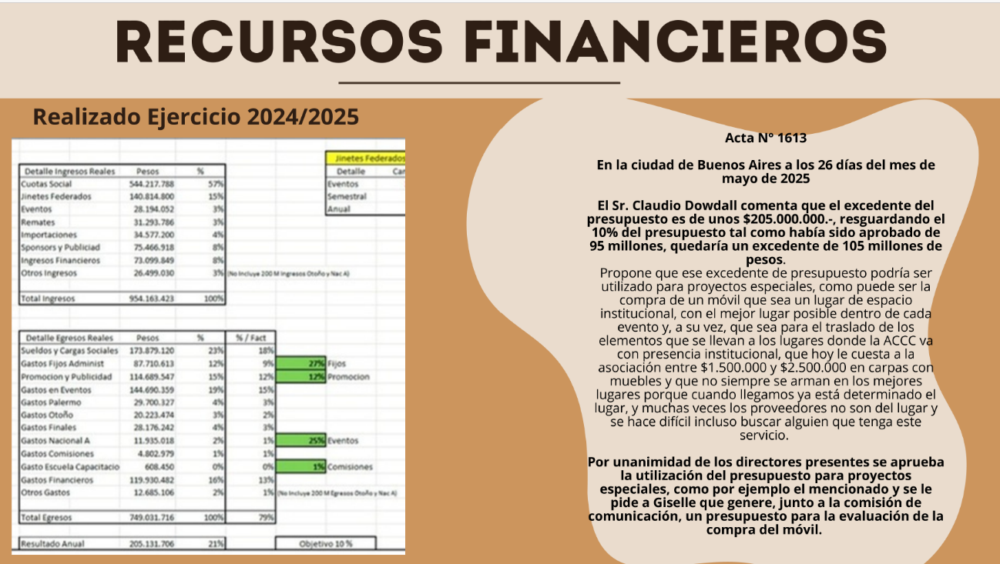 RECURSOS FINANCIEROS
Realizado Ejercicio 2024/2025
Jinetes Federados
Detalle Ingresos Reales Pesos %
Detalle Car
Cuotas Social 544.217.788 57%
Eventos
Jinetes Federados 140.814.800 15%
Semestral
Eventos 28.194.052 3%
Anual
Remates 31.293.786 3%
Importaciones 34.577.200 4%
Sponsors y Publiciad 75.466.918 8%
Ingresos Financieros 73.099.849 8%
Otros Ingresos 26.499.030 3% (No Incluye 200 M Ingresos Otoño y Nac A)
Total Ingresos 954.163.423 100%
Detalle Egresos Reales Pesos % % / Fact
Sueldos y Cargas Sociales 173.879.120 23% 18%
Gastos Fijos Administ 87.710.613 12% 9% 27% Fijos
Promocion y Publicidad 114.689.547 15% 12% 12% Promocion
Gastos en Eventos 144.690.359 19% 15%
Gastos Palermo 29.700.327 4% 3%
Gastos Otoño 20.223.474 3% 2%
Gastos Finales 28.176.242 4% 3%
Gastos Nacional A 11.935.018 2% 1% 25% Eventos
Gastos Comisiones 4.802.979 1% 1%
Gasto Escuela Capacitacio 608.450 0% 0% 1% Comisiones
Gastos Financieros 119.930.482 16% 13%
Otros Gastos 12.685.106 2% 1% (No Incluye 200 M Egresos Otoño y Nac A)
Total Egresos 749.031.716 100% 79%
Resultado Anual 205.131.706 21% Objetivo 10 %
Acta N° 1613
En la ciudad de Buenos Aires a los 26 días del mes de
mayo de 2025
El Sr. Claudio Dowdall comenta que el excedente del
presupuesto es de unos $205.000.000.-, resguardando el
10% del presupuesto tal como había sido aprobado de
95 millones, quedaría un excedente de 105 millones de
pesos.
Propone que ese excedente de presupuesto podría ser
utilizado para proyectos especiales, como puede ser la
compra de un móvil que sea un lugar de espacio
institucional, con el mejor lugar posible dentro de cada
evento y, a su vez, que sea para el traslado de los
elementos que se llevan a los lugares donde la ACCC va
con presencia institucional, que hoy le cuesta a la
asociación entre $1.500.000 y $2.500.000 en carpas con
muebles y que no siempre se arman en los mejores
lugares porque cuando llegamos ya está determinado el
lugar, y muchas veces los proveedores no son del lugar y
se hace difícil incluso buscar alguien que tenga este
servicio.
Por unanimidad de los directores presentes se aprueba
la utilización del presupuesto para proyectos
especiales, como por ejemplo el mencionado y se le
pide a Giselle que genere, junto a la comisión de
comunicación, un presupuesto para la evaluación de la
compra del móvil.